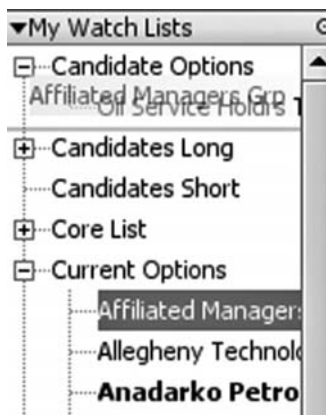 My Watch Lists
Candidate Options
Affiliated Managers Grp
Oil Service Holdrs T
Candidates Long
Candidates Short
Core List
Current Options
Affiliated Managers
Allegheny Technolo
Anadarko Petro